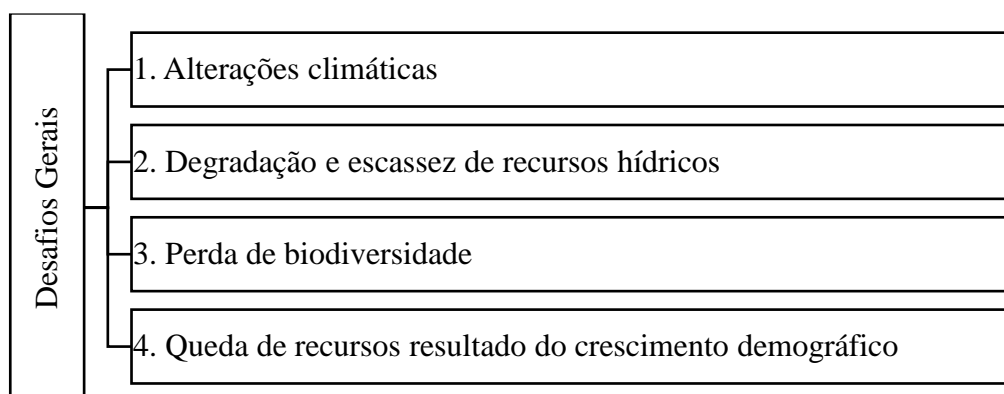 Desafios Gerais
1. Alterações climáticas
2. Degradação e escassez de recursos hídricos
3. Perda de biodiversidade
4. Queda de recursos resultado do crescimento demográfico